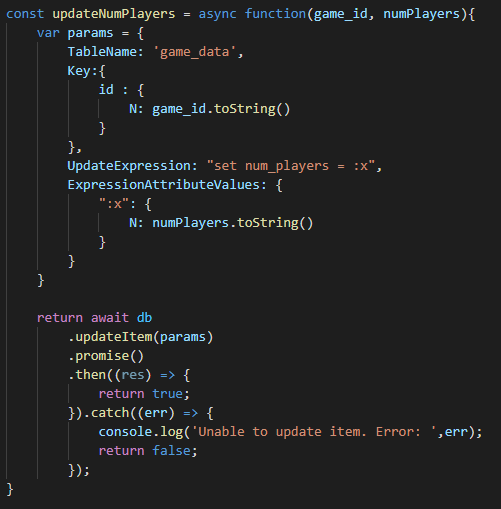 const updateNumPlayers = async function(game_id, numPlayers){
    var params = {
        TableName: 'game_data',
        Key:{
            id : {
                N: game_id.toString()
            }
        },
        UpdateExpression: "set num_players = :x",
        ExpressionAttributeValues: {
            ":x": {
                N: numPlayers.toString()
            }
        }
    }

    return await db
        .updateItem(params)
        .promise()
        .then((res) => {
            return true;
        }).catch((err) => {
            console.log('Unable to update item. Error: ',err);
            return false;
        });
}